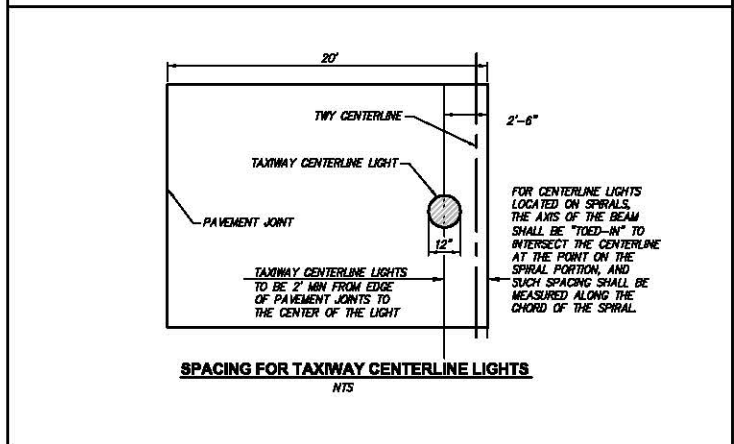 20'
TWY CENTERLINE
2'-6"
TAXIWAY CENTERLINE LIGHT
PAVEMENT JOINT
12"
TAXIWAY CENTERLINE LIGHTS
TO BE 2' MIN FROM EDGE
OF PAVEMENT JOINTS TO
THE CENTER OF THE LIGHT
FOR CENTERLINE LIGHTS
LOCATED ON SPIRALS,
THE AXIS OF THE BEAM
SHALL BE "TOED-IN" TO
INTERSECT THE CENTERLINE
AT THE POINT ON THE
SPIRAL PORTION, AND
SUCH SPACING SHALL BE
MEASURED ALONG THE
CHORD OF THE SPIRAL.
SPACING FOR TAXIWAY CENTERLINE LIGHTS
NTS